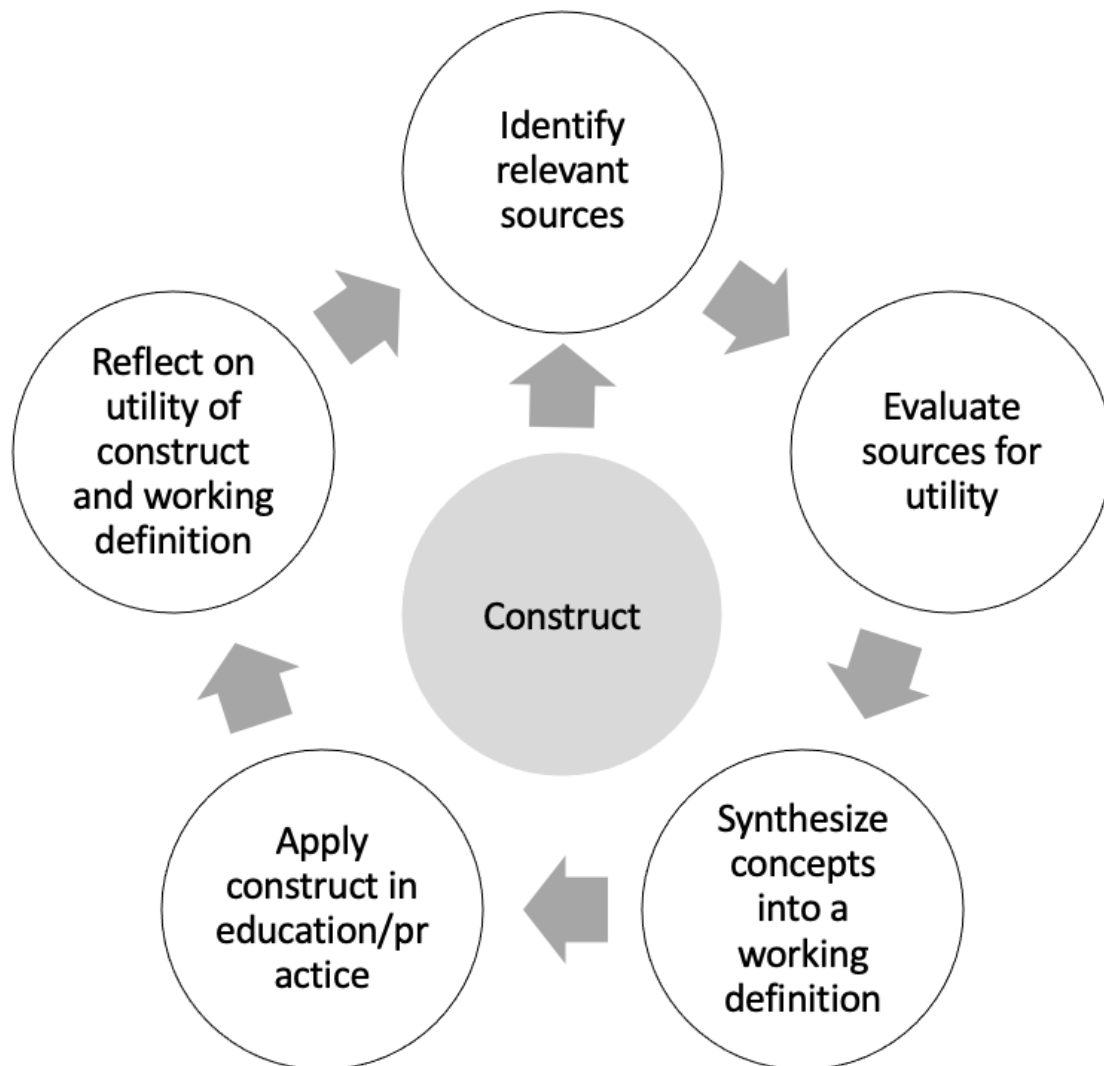 Identify
relevant
sources
Evaluate
sources for
utility
Synthesize
concepts
into a
working
definition
Apply
construct in
education/pr
actice
Reflect on
utility of
construct
and working
definition
Construct